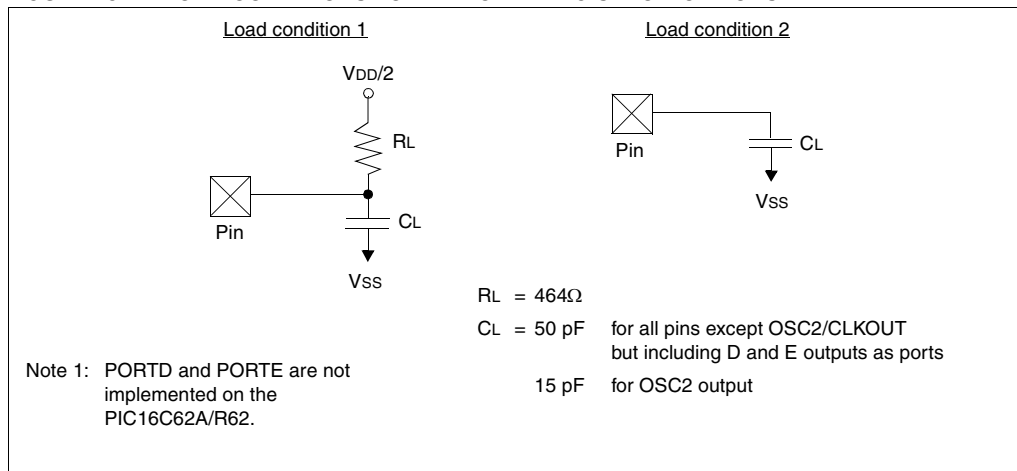 Load condition 1
VDD/2
RL
Pin
CL
VSS
Load condition 2
Pin
CL
VSS
RL = 464Ω
CL = 50 pF for all pins except OSC2/CLKOUT
but including D and E outputs as ports
15 pF for OSC2 output
Note 1: PORTD and PORTE are not
implemented on the
PIC16C62A/R62.